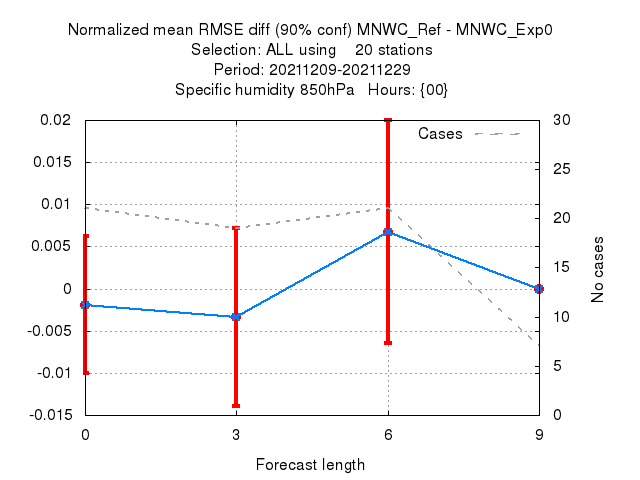 Normalized mean RMSE diff (90% conf) MNWC_Ref - MNWC_Exp0
Selection: ALL using    20 stations
Period: 20211209-20211229
Specific humidity 850hPa   Hours: {00}
Cases
0.02
0.015
0.01
0.005
0
-0.005
-0.01
-0.015
30
25
20
15
10
5
0
No cases
0
3
6
9
Forecast length